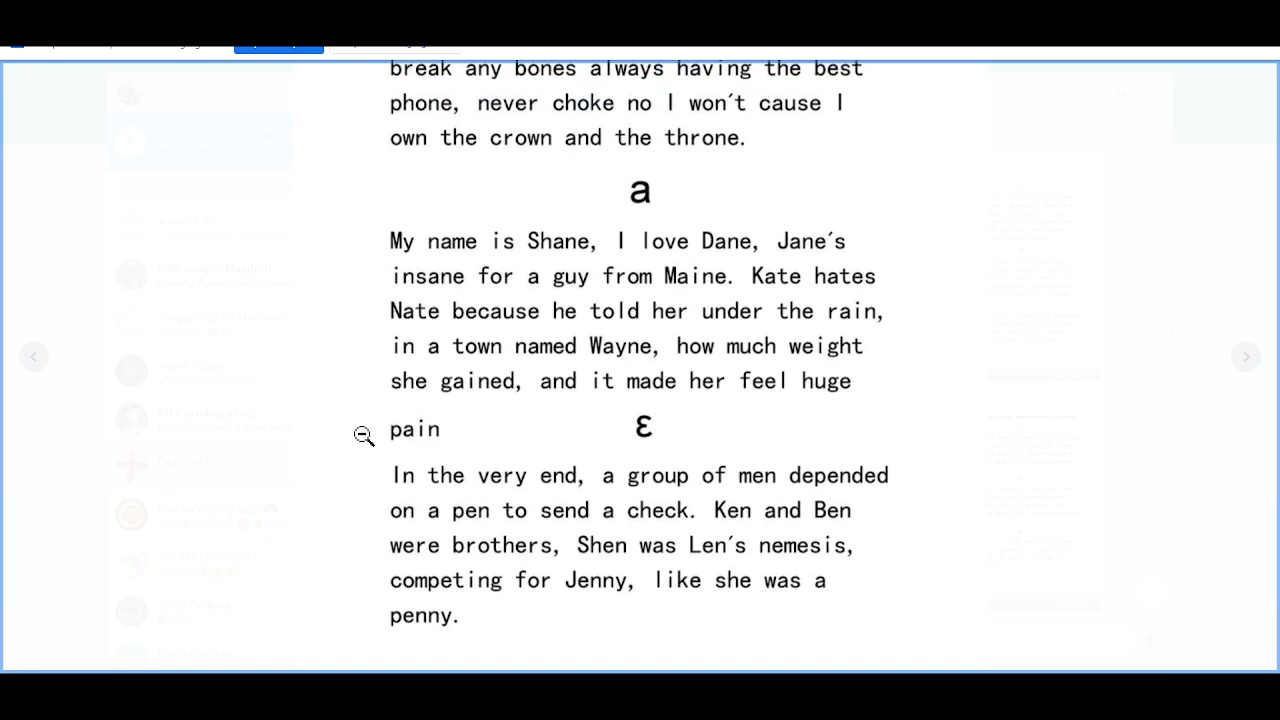 break any bones always having the best
phone, never choke no I won't cause I
own the crown and the throne.
a
My name is Shane, I love Dane, Jane's
insane for a guy from Maine. Kate hates
Nate because he told her under the rain,
in a town named Wayne, how much weight
she gained, and it made her feel huge
pain
ɛ
In the very end, a group of men depended
on a pen to send a check. Ken and Ben
were brothers, Shen was Len's nemesis,
competing for Jenny, like she was a
penny.